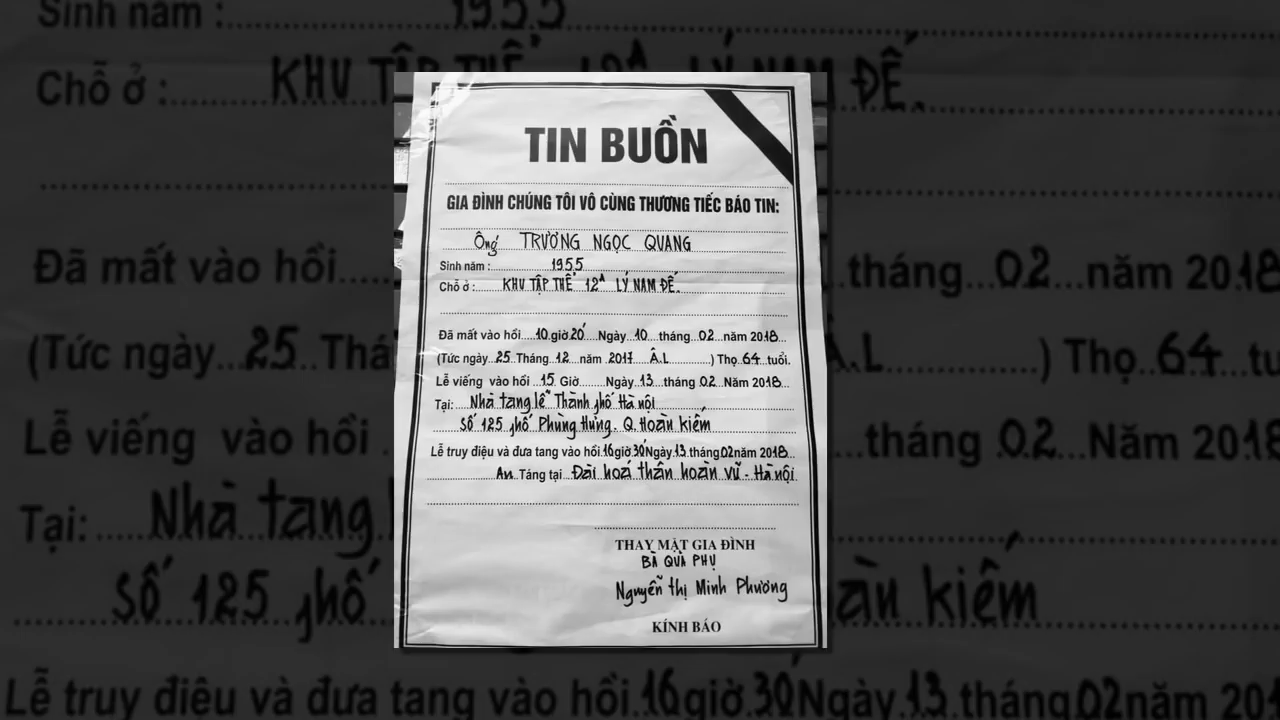 TIN BUỒN
GIA ĐÌNH CHÚNG TÔI VÔ CÙNG THƯƠNG TIẾC BÁO TIN:
Ông TRƯƠNG NGỌC QUANG
Sinh năm : 1955
Chỗ ở : KHU TẬP THỂ 12A LÝ NAM ĐẾ.
Đã mất vào hồi 10 giờ 20' Ngày 10 tháng 02 năm 2018
(Tức ngày 25 Tháng 12 năm 2017 Â.L ) Thọ 64 tuổi.
Lễ viếng vào hồi 15 Giờ Ngày 13 tháng 02 Năm 2018
Tại: Nhà tang lễ Thành phố Hà nội
Số 125 phố Phùng Hưng. Q. Hoàn kiếm
Lễ truy điệu và đưa tang vào hồi 16 giờ 30' Ngày 13 tháng 02 năm 2018
An Táng tại Đài hoá thân hoàn vũ - Hà nội
THAY MẶT GIA ĐÌNH
BÀ QUẢ PHỤ
Nguyễn thị Minh Phương
KÍNH BÁO
Sinh năm : 1955
Chỗ ở : KHU TẬP THỂ 12A LÝ NAM ĐẾ.
Đã mất vào hồi tháng 02 năm 2018
(Tức ngày 25 Â.L ) Thọ 64
Lễ viếng vào hồi tháng 02 Năm 2018
Tại: Nhà tang
Số 125 phố kiếm
Lễ truy điệu và đưa tang vào hồi 16 giờ 30' Ngày 13 tháng 02 năm